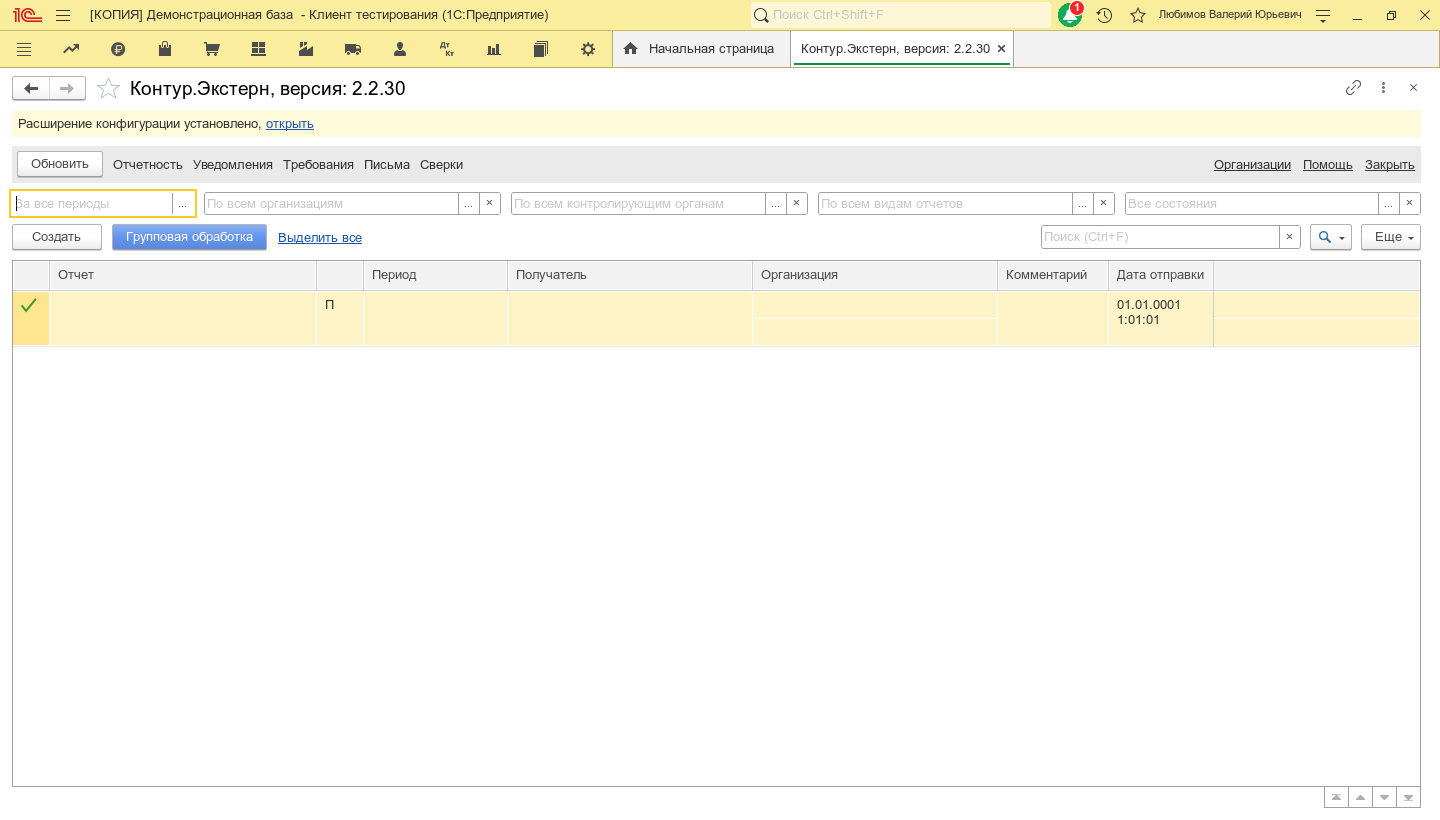 [КОПИЯ] Демонстрационная база - Клиент тестирования (1С:Предприятие)
Поиск Ctrl+Shift+F
1
Любимов Валерий Юрьевич
Дт Кт
Начальная страница
Контур.Экстерн, версия: 2.2.30
Контур.Экстерн, версия: 2.2.30
Расширение конфигурации установлено, открыть
Обновить Отчетность Уведомления Требования Письма Сверки Организации Помощь Закрыть
За все периоды ... По всем организациям ... × По всем контролирующим органам ... × По всем видам отчетов ... × Все состояния ... ×
Создать Групповая обработка Выделить все Поиск (Ctrl+F) × Еще
Отчет Период Получатель Организация Комментарий Дата отправки
П 01.01.0001
1:01:01